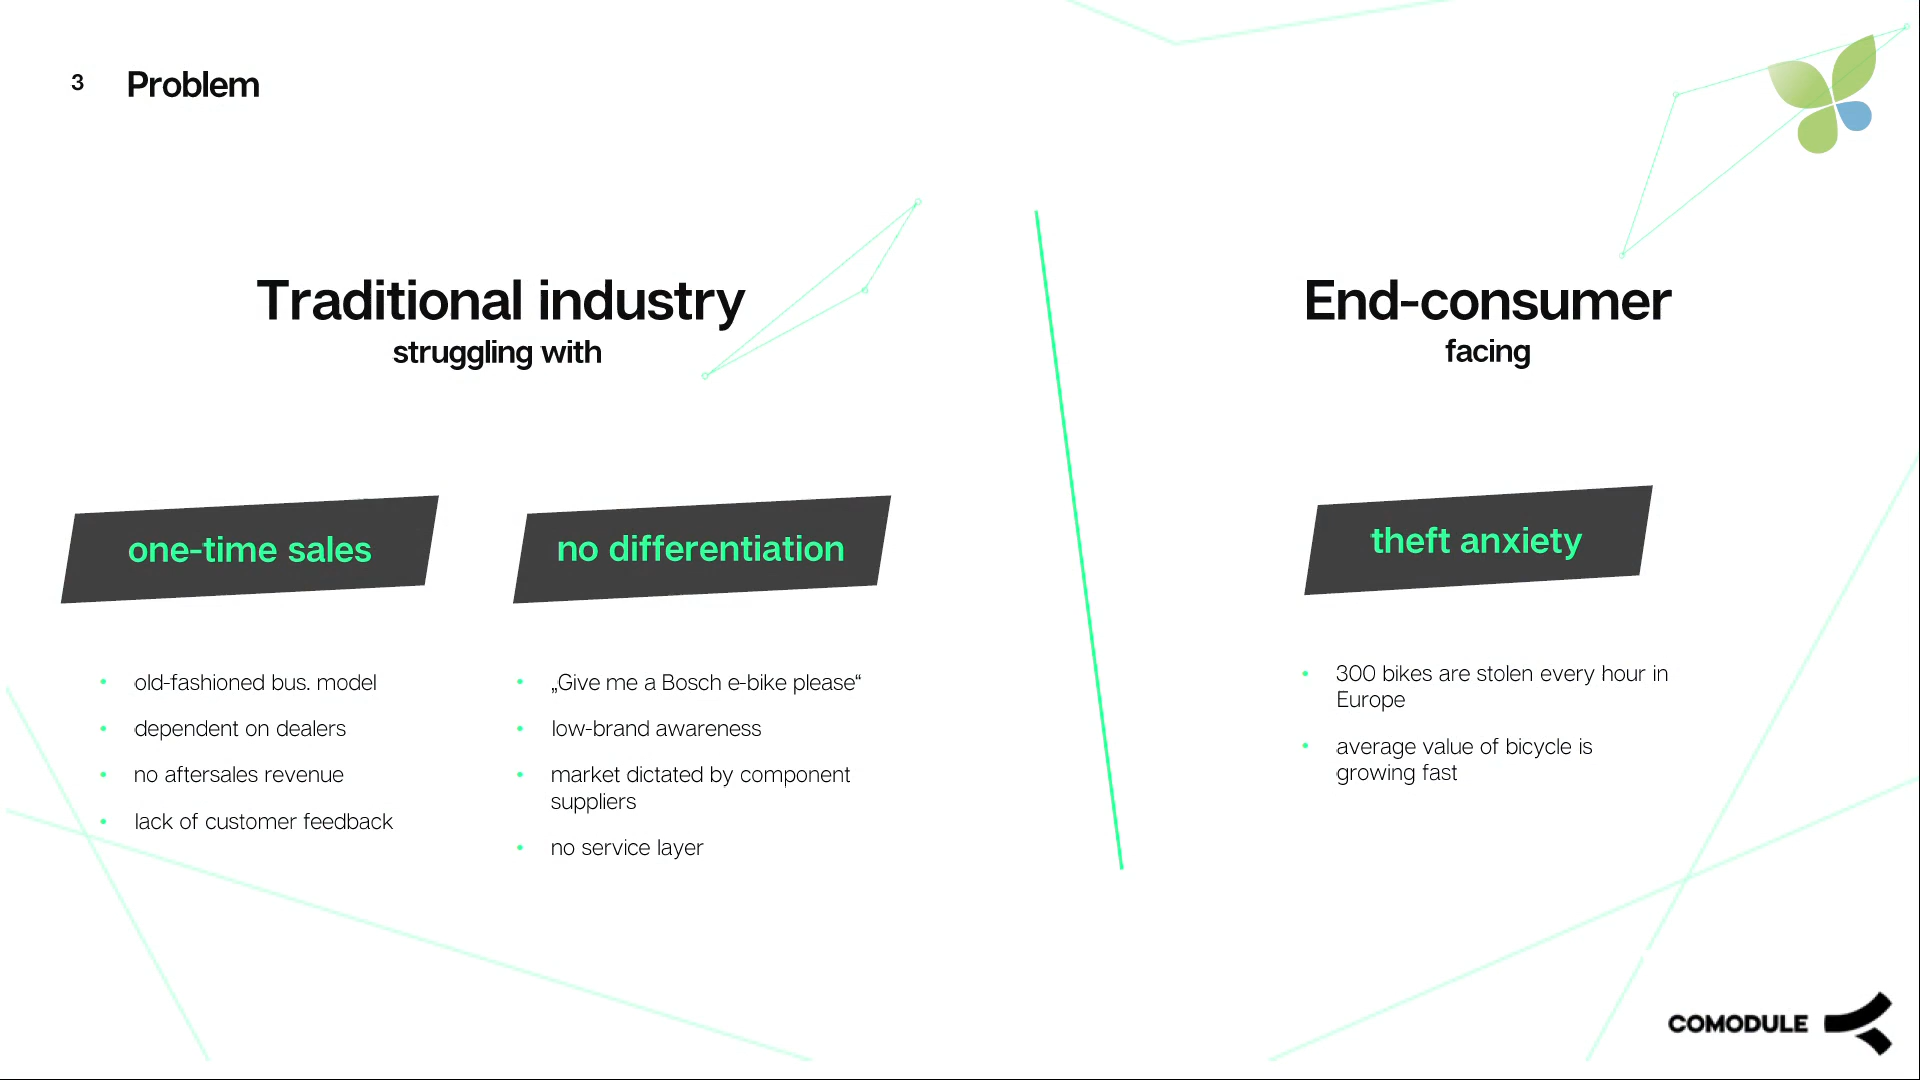 3 Problem
Traditional industry
struggling with
one-time sales
old-fashioned bus. model
dependent on dealers
no aftersales revenue
lack of customer feedback
no differentiation
„Give me a Bosch e-bike please“
low-brand awareness
market dictated by component
suppliers
no service layer
End-consumer
facing
theft anxiety
300 bikes are stolen every hour in
Europe
average value of bicycle is
growing fast
COMODULE